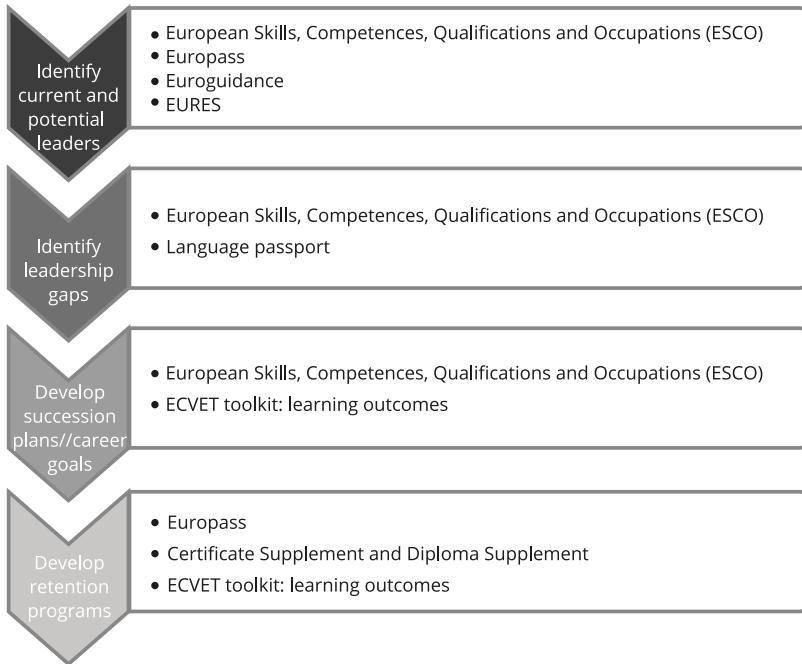 Identify
current and
potential
leaders
• European Skills, Competences, Qualifications and Occupations (ESCO)
• Europass
• Euroguidance
• EURES
Identify
leadership
gaps
• European Skills, Competences, Qualifications and Occupations (ESCO)
• Language passport
Develop
succession
plans//career
goals
• European Skills, Competences, Qualifications and Occupations (ESCO)
• ECVET toolkit: learning outcomes
Develop
retention
programs
• Europass
• Certificate Supplement and Diploma Supplement
• ECVET toolkit: learning outcomes